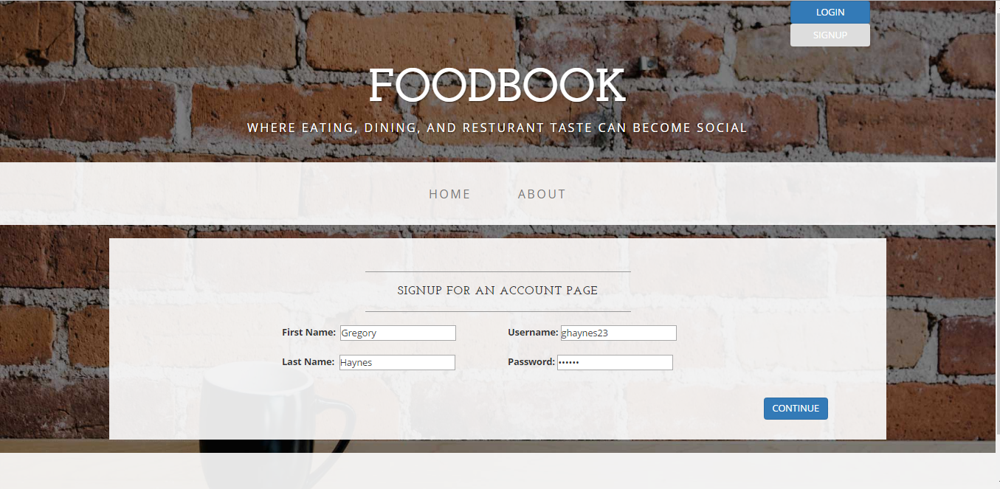 LOGIN
SIGNUP
FOODBOOK
WHERE EATING, DINING, AND RESTURANT TASTE CAN BECOME SOCIAL
HOME ABOUT
SIGNUP FOR AN ACCOUNT PAGE
First Name: Gregory Username: ghaynes23
Last Name: Haynes Password: ••••••
CONTINUE